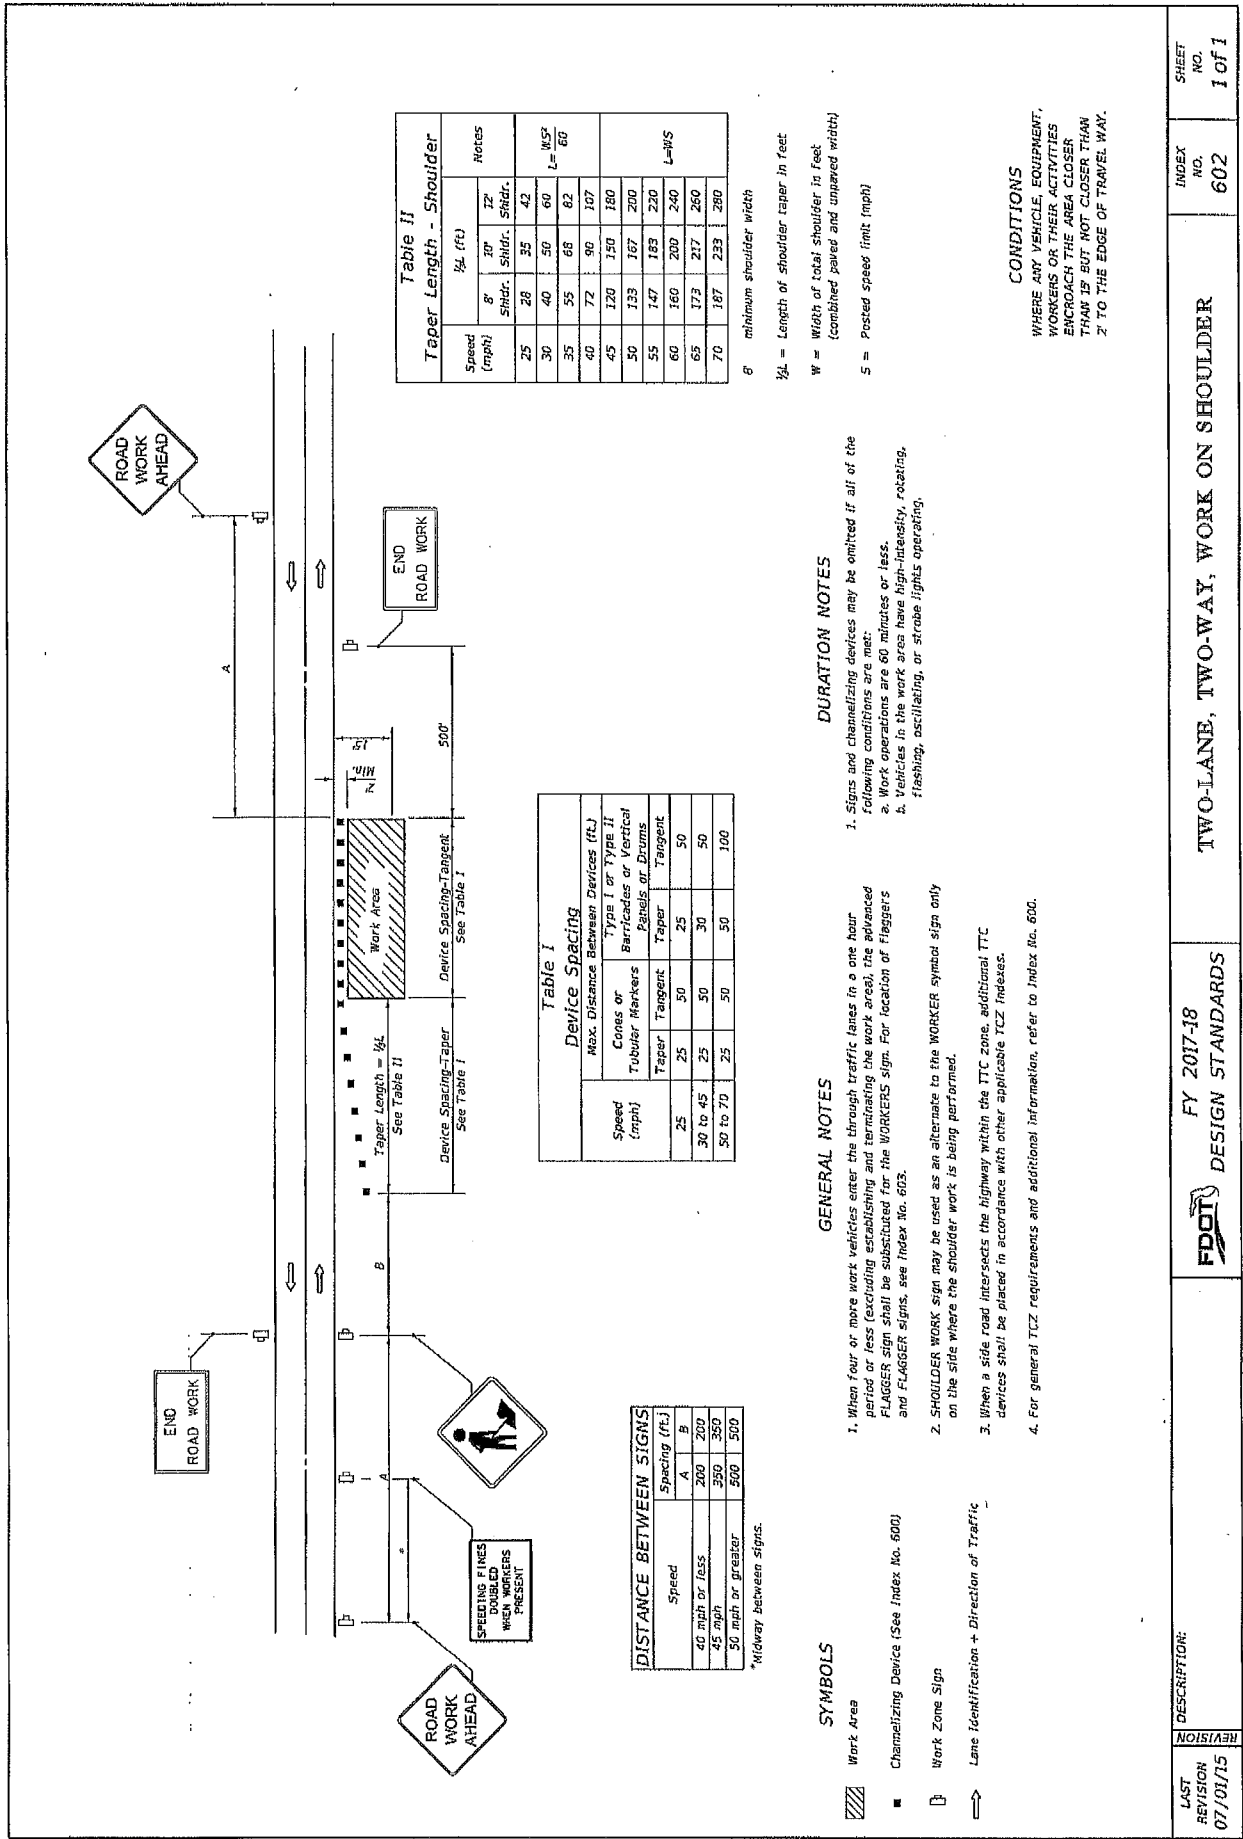 ROAD
WORK
AHEAD
SPEEDING FINES
DOUBLED
WHEN WORKERS
PRESENT
END
ROAD WORK
A
*
B
Taper Length = ⅓L
See Table II
Device Spacing-Taper
See Table I
Work Area
Device Spacing-Tangent
See Table I
2'
Min.
15'
500'
A
END
ROAD WORK
ROAD
WORK
AHEAD
DISTANCE BETWEEN SIGNS
Speed Spacing (ft.)
A B
40 mph or less 200 200
45 mph 350 350
50 mph or greater 500 500
*Midway between signs.
Table I
Device Spacing
Speed (mph) Max. Distance Between Devices (ft.)
Cones or Tubular Markers Type I or Type II Barricades or Vertical Panels or Drums
Taper Tangent Taper Tangent
25 25 50 25 50
30 to 45 25 50 30 50
50 to 70 25 50 50 100
Table II
Taper Length - Shoulder
Speed (mph) ⅓L (ft) Notes
8' Shldr. 10' Shldr. 12' Shldr.
25 28 35 42
30 40 50 60
35 55 68 82
40 72 90 107
L= WS²/60
45 120 150 180
50 133 167 200
55 147 183 220
60 160 200 240
65 173 217 260
70 187 233 280
L=WS
8' minimum shoulder width
⅓L = Length of shoulder taper in feet
W = Width of total shoulder in feet
(combined paved and unpaved width)
S = Posted speed limit (mph)
SYMBOLS
Work Area
Channelizing Device (See Index No. 600)
Work Zone Sign
Lane Identification + Direction of Traffic
GENERAL NOTES
1. When four or more work vehicles enter the through traffic lanes in a one hour
period or less (excluding establishing and terminating the work area), the advanced
FLAGGER sign shall be substituted for the WORKERS sign. For location of flaggers
and FLAGGER signs, see Index No. 603.
2. SHOULDER WORK sign may be used as an alternate to the WORKER symbol sign only
on the side where the shoulder work is being performed.
3. When a side road intersects the highway within the TTC zone, additional TTC
devices shall be placed in accordance with other applicable TCZ Indexes.
4. For general TCZ requirements and additional information, refer to Index No. 600.
DURATION NOTES
1. Signs and channelizing devices may be omitted if all of the
following conditions are met:
a. Work operations are 60 minutes or less.
b. Vehicles in the work area have high-intensity, rotating,
flashing, oscillating, or strobe lights operating.
CONDITIONS
WHERE ANY VEHICLE, EQUIPMENT,
WORKERS OR THEIR ACTIVITIES
ENCROACH THE AREA CLOSER
THAN 15' BUT NOT CLOSER THAN
2' TO THE EDGE OF TRAVEL WAY.
LAST
REVISION
07/01/15
REVISION
DESCRIPTION:
FDOT
FY 2017-18
DESIGN STANDARDS
TWO-LANE, TWO-WAY, WORK ON SHOULDER
INDEX
NO.
602
SHEET
NO.
1 of 1